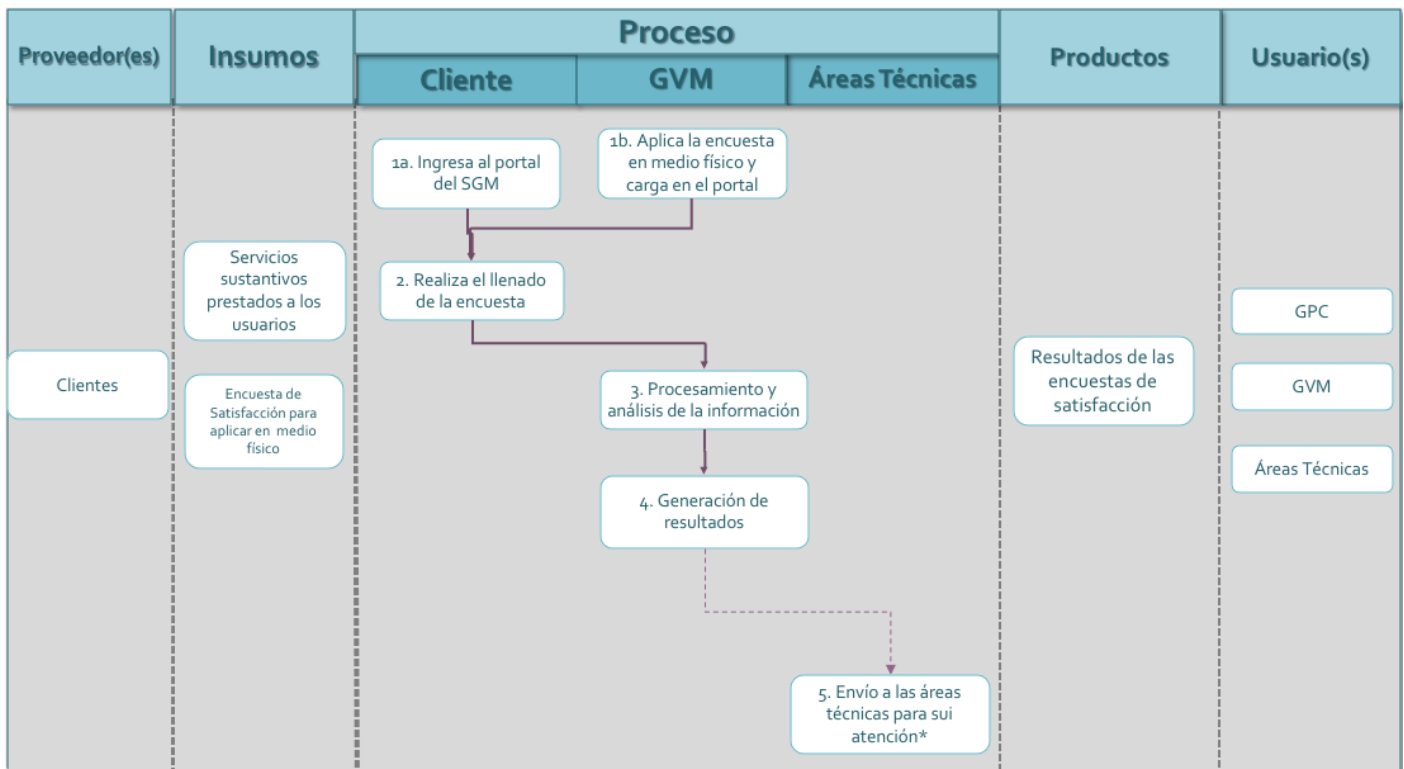 Proveedor(es)
Insumos
Proceso
Cliente
GVM
Áreas Técnicas
Productos
Usuario(s)
1a. Ingresa al portal
del SGM
1b. Aplica la encuesta
en medio físico y
carga en el portal
Servicios
sustantivos
prestados a los
usuarios
2. Realiza el llenado
de la encuesta
Clientes
Encuesta de
Satisfacción para
aplicar en medio
físico
3. Procesamiento y
análisis de la información
4. Generación de
resultados
5. Envío a las áreas
técnicas para sui
atención*
Resultados de las
encuestas de
satisfacción
GPC
GVM
Áreas Técnicas